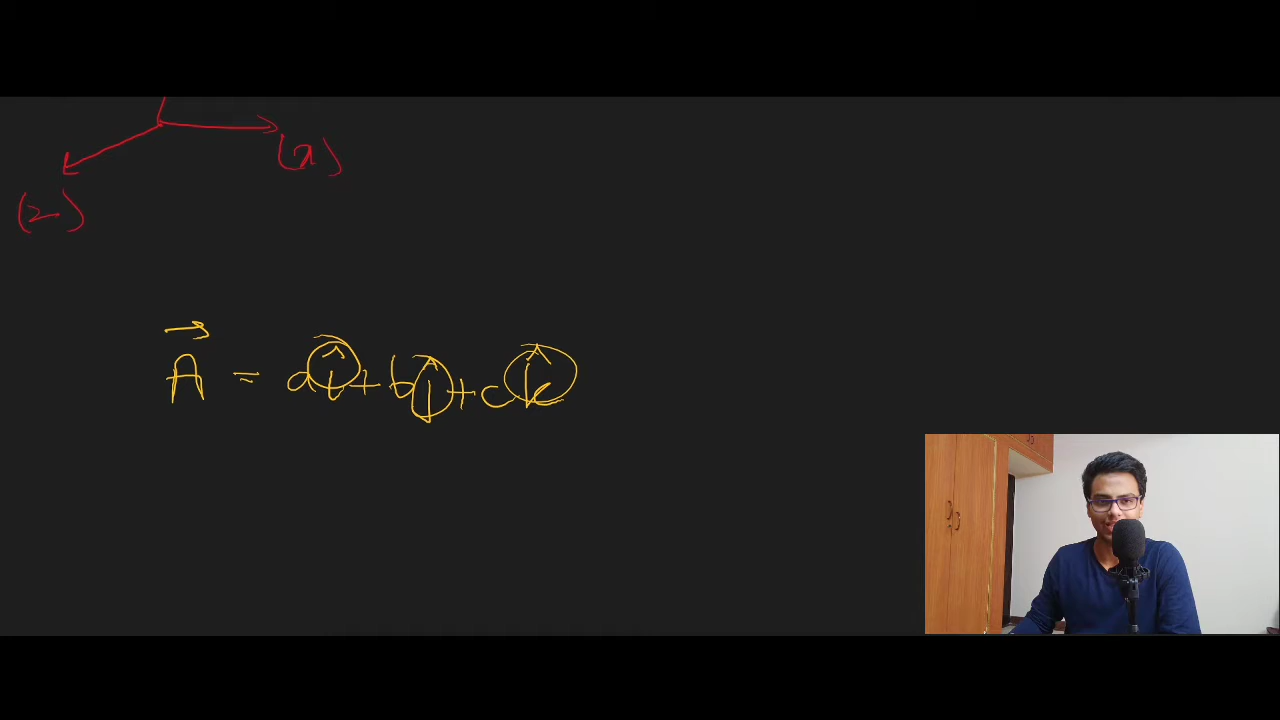 (x)
(z)
A⃗ = aî + bĵ + ck̂